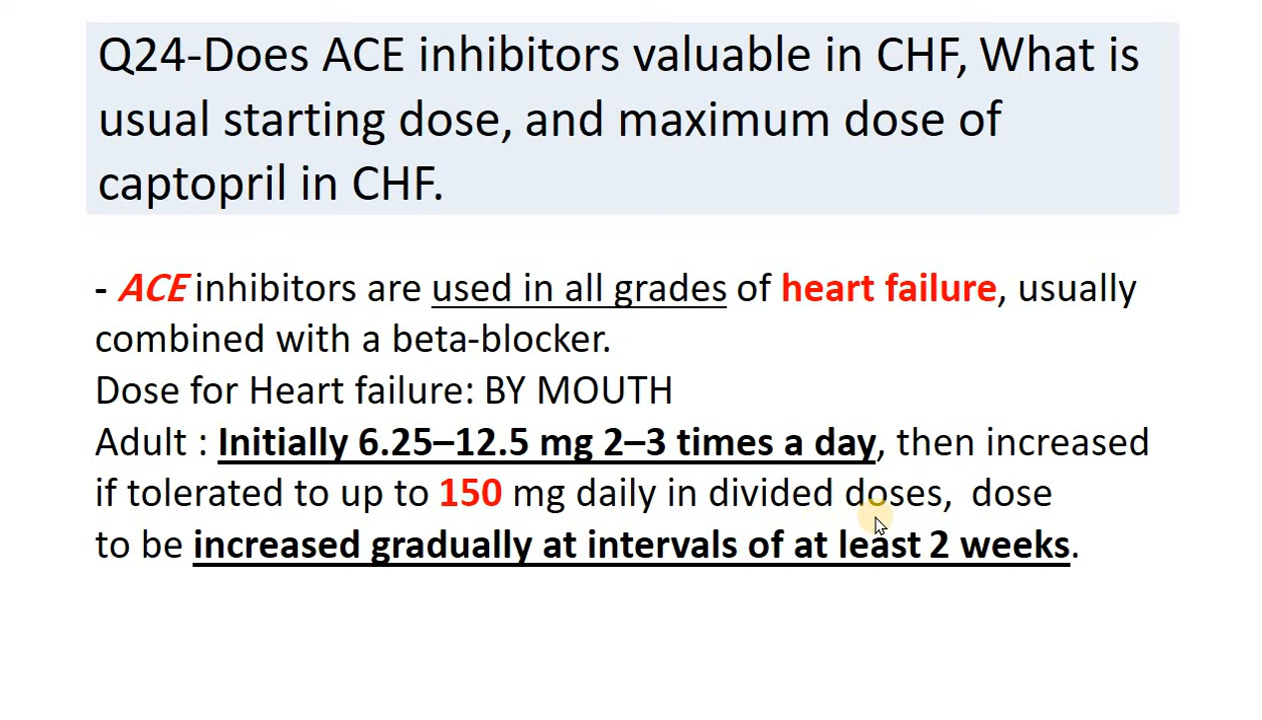 Q24-Does ACE inhibitors valuable in CHF, What is
usual starting dose, and maximum dose of
captopril in CHF.
- ACE inhibitors are used in all grades of heart failure, usually
combined with a beta-blocker.
Dose for Heart failure: BY MOUTH
Adult : Initially 6.25–12.5 mg 2–3 times a day, then increased
if tolerated to up to 150 mg daily in divided doses, dose
to be increased gradually at intervals of at least 2 weeks.